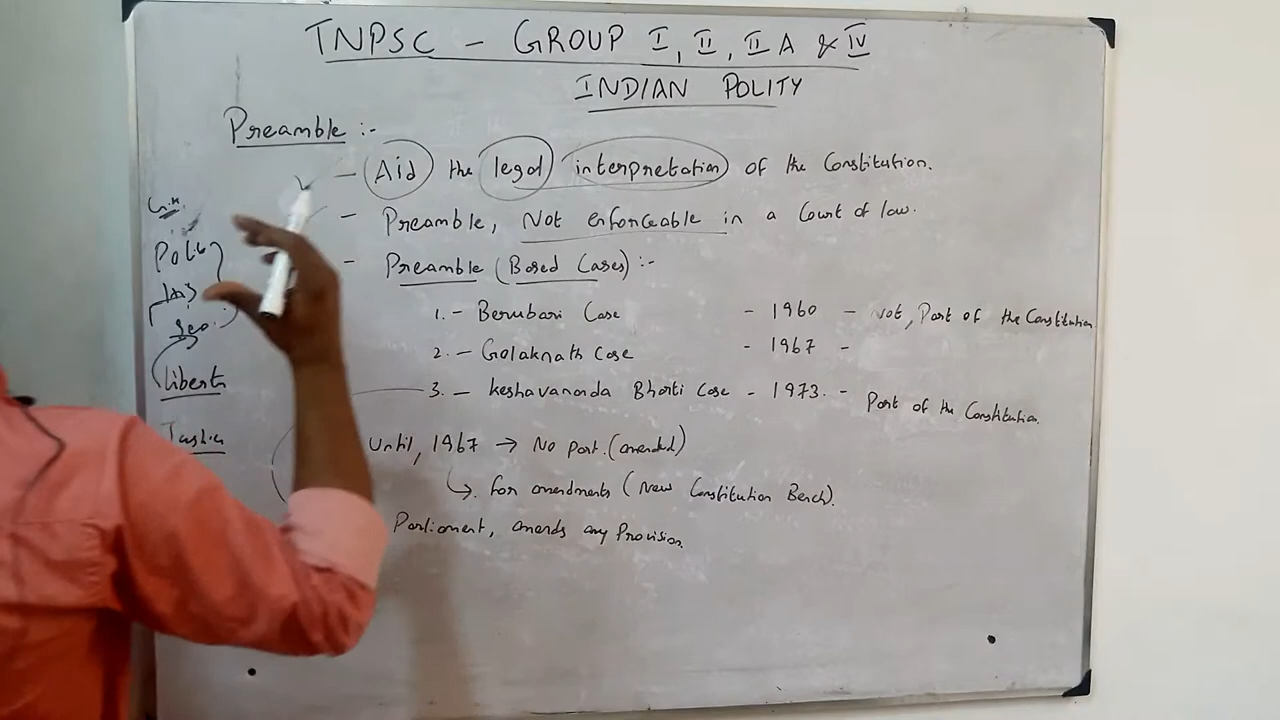 TNPSC - GROUP I, II, II A & IV
INDIAN POLITY
Preamble :-
- Aid the legal interpretation of the Constitution.
- Preamble, Not enforceable in a Court of law.
- Preamble (Based Cases) :-
1. - Berubari Case - 1960 - Not, Part of the Constitution
2. - Golaknath Case - 1967 -
3. - Keshavananda Bharti Case - 1973. - Part of the Constitution.
Until, 1967 → No part. (amended)
↳. for amendments (New Constitution Bench).
Parliament, amends any Provision.
Geo.
Liberty